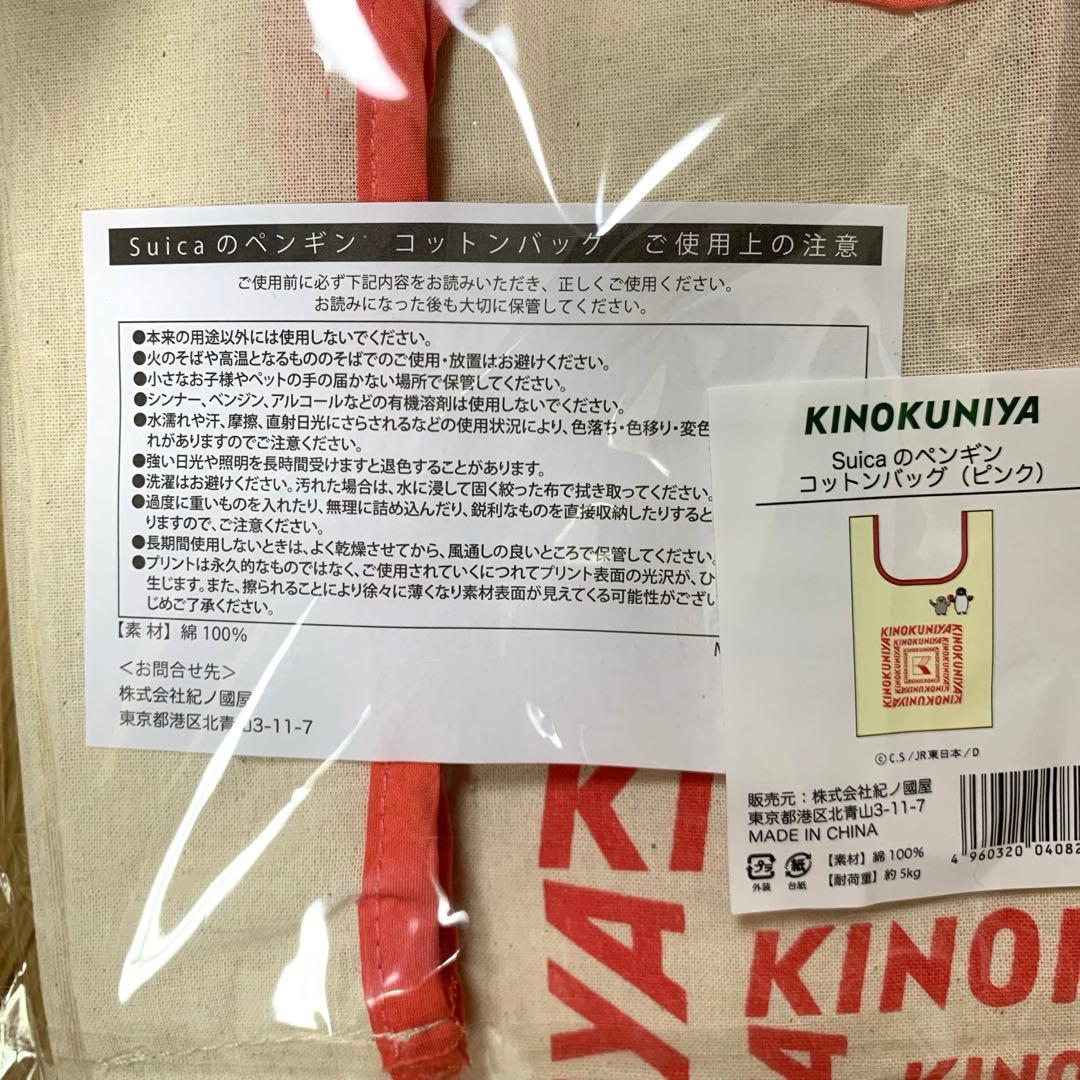 Suicaのペンギン コットンバッグ ご使用上の注意
ご使用前に必ず下記内容をお読みいただき、正しくご使用ください。
お読みになった後も大切に保管してください。
●本来の用途以外には使用しないでください。
●火のそばや高温となるもののそばでのご使用・放置はお避けください。
●小さなお子様やペットの手の届かない場所で保管してください。
●シンナー、ベンジン、アルコールなどの有機溶剤は使用しないでください。
●水濡れや汗、摩擦、直射日光にさらされるなどの使用状況により、色落ち・色移り・変色
れがありますのでご注意ください。
●強い日光や照明を長時間受けますと退色することがあります。
●洗濯はお避けください。汚れた場合は、水に浸して固く絞った布で拭き取ってください。
●過度に重いものを入れたり、無理に詰め込んだり、鋭利なものを直接収納したりすると
りますので、ご注意ください。
●長期間使用しないときは、よく乾燥させてから、風通しの良いところで保管してください。
●プリントは永久的なものではなく、ご使用されていくにつれてプリント表面の光沢が、ひ
生じます。また、擦られることにより徐々に薄くなり素材表面が見えてくる可能性がござい
じめご了承ください。
【素材】綿100%
<お問合せ先>
株式会社紀ノ國屋
東京都港区北青山3-11-7
KINOKUNIYA
Suicaのペンギン
コットンバッグ(ピンク)
KINOKUNIYA
KINOKUNIYA
KINOKUNIYA
KINOKUNIYA
©C.S/JR東日本/D
販売元:株式会社紀ノ國屋
東京都港区北青山3-11-7
MADE IN CHINA
プラ
外装
紙
台紙
【素材】綿100%
【耐荷重】約5kg
4 960320 04082
YAKI
KINO
KINO